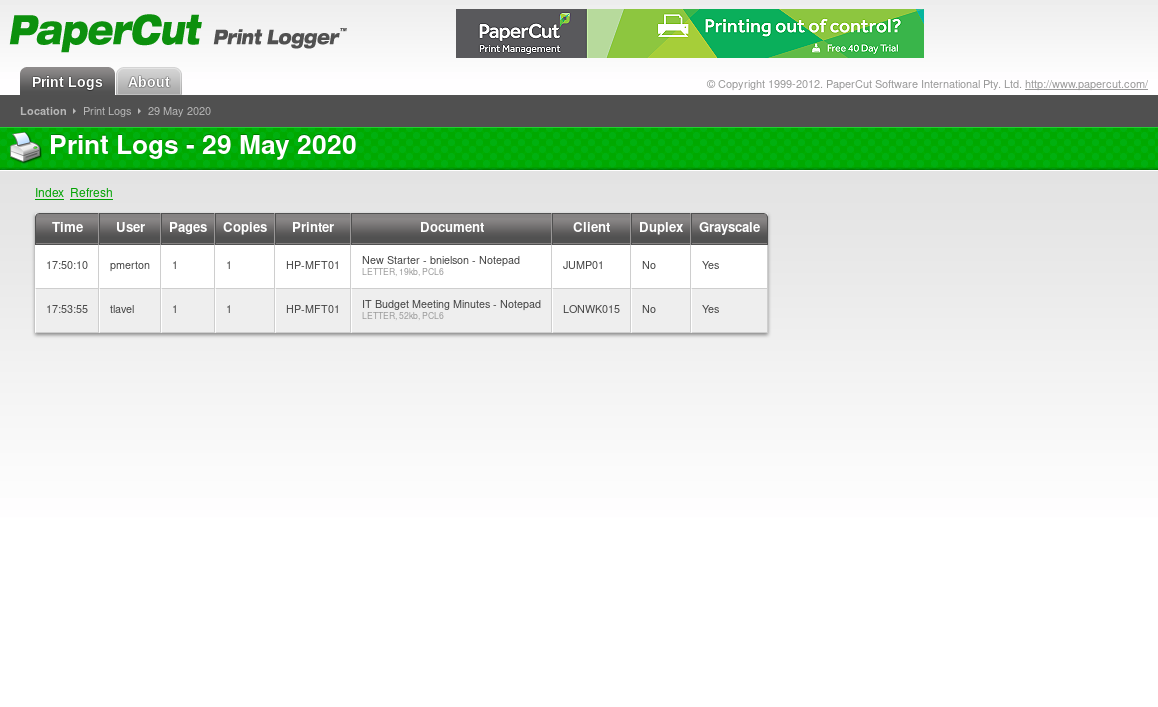 PaperCut Print Logger™
PaperCut
Print Management
Printing out of control?
Free 40 Day Trial
Print Logs About
© Copyright 1999-2012. PaperCut Software International Pty. Ltd. http://www.papercut.com/
Location Print Logs 29 May 2020
Print Logs - 29 May 2020
Index Refresh
Time User Pages Copies Printer Document Client Duplex Grayscale
17:50:10 pmerton 1 1 HP-MFT01 New Starter - bnielson - Notepad JUMP01 No Yes
LETTER, 19kb, PCL6
17:53:55 tlavel 1 1 HP-MFT01 IT Budget Meeting Minutes - Notepad LONWK015 No Yes
LETTER, 52kb, PCL6